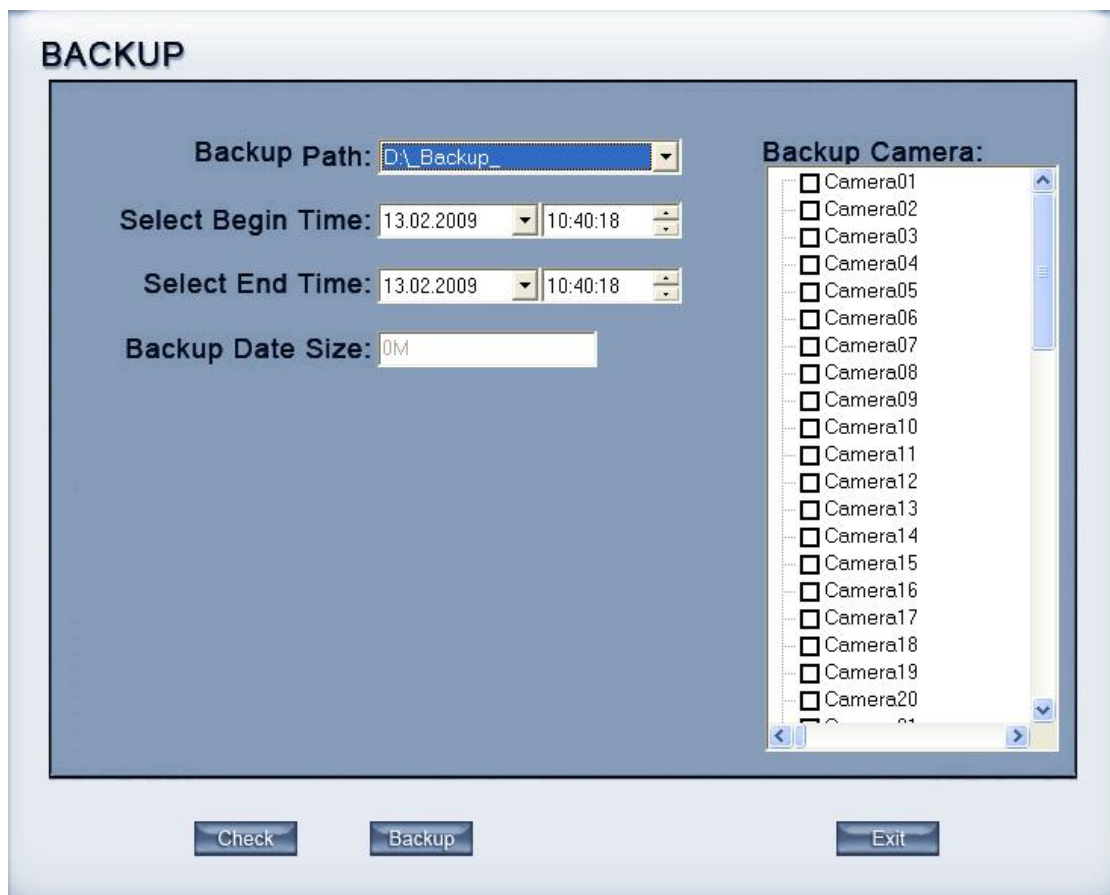 BACKUP
Backup Path: D:\_Backup_
Select Begin Time: 13.02.2009 10:40:18
Select End Time: 13.02.2009 10:40:18
Backup Date Size: 0M
Backup Camera:
Camera01
Camera02
Camera03
Camera04
Camera05
Camera06
Camera07
Camera08
Camera09
Camera10
Camera11
Camera12
Camera13
Camera14
Camera15
Camera16
Camera17
Camera18
Camera19
Camera20
Check
Backup
Exit